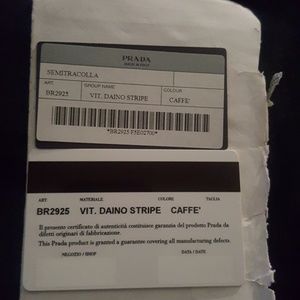 PRADA
MADE IN ITALY
SEMITRACOLLA
ART. GROUP NAME COLOUR
BR2925 VIT. DAINO STRIPE CAFFE'
*BR2925 F5E02700*
ART. MATERIALE COLORE TAGLIA
BR2925 VIT. DAINO STRIPE CAFFE'
Il presente certificato di autenticità costituisce garanzia del prodotto Prada da
difetti originari di fabbricazione.
This Prada product is granted a guarantee covering all manufacturing defects.
NEGOZIO / SHOP DATA / DATE